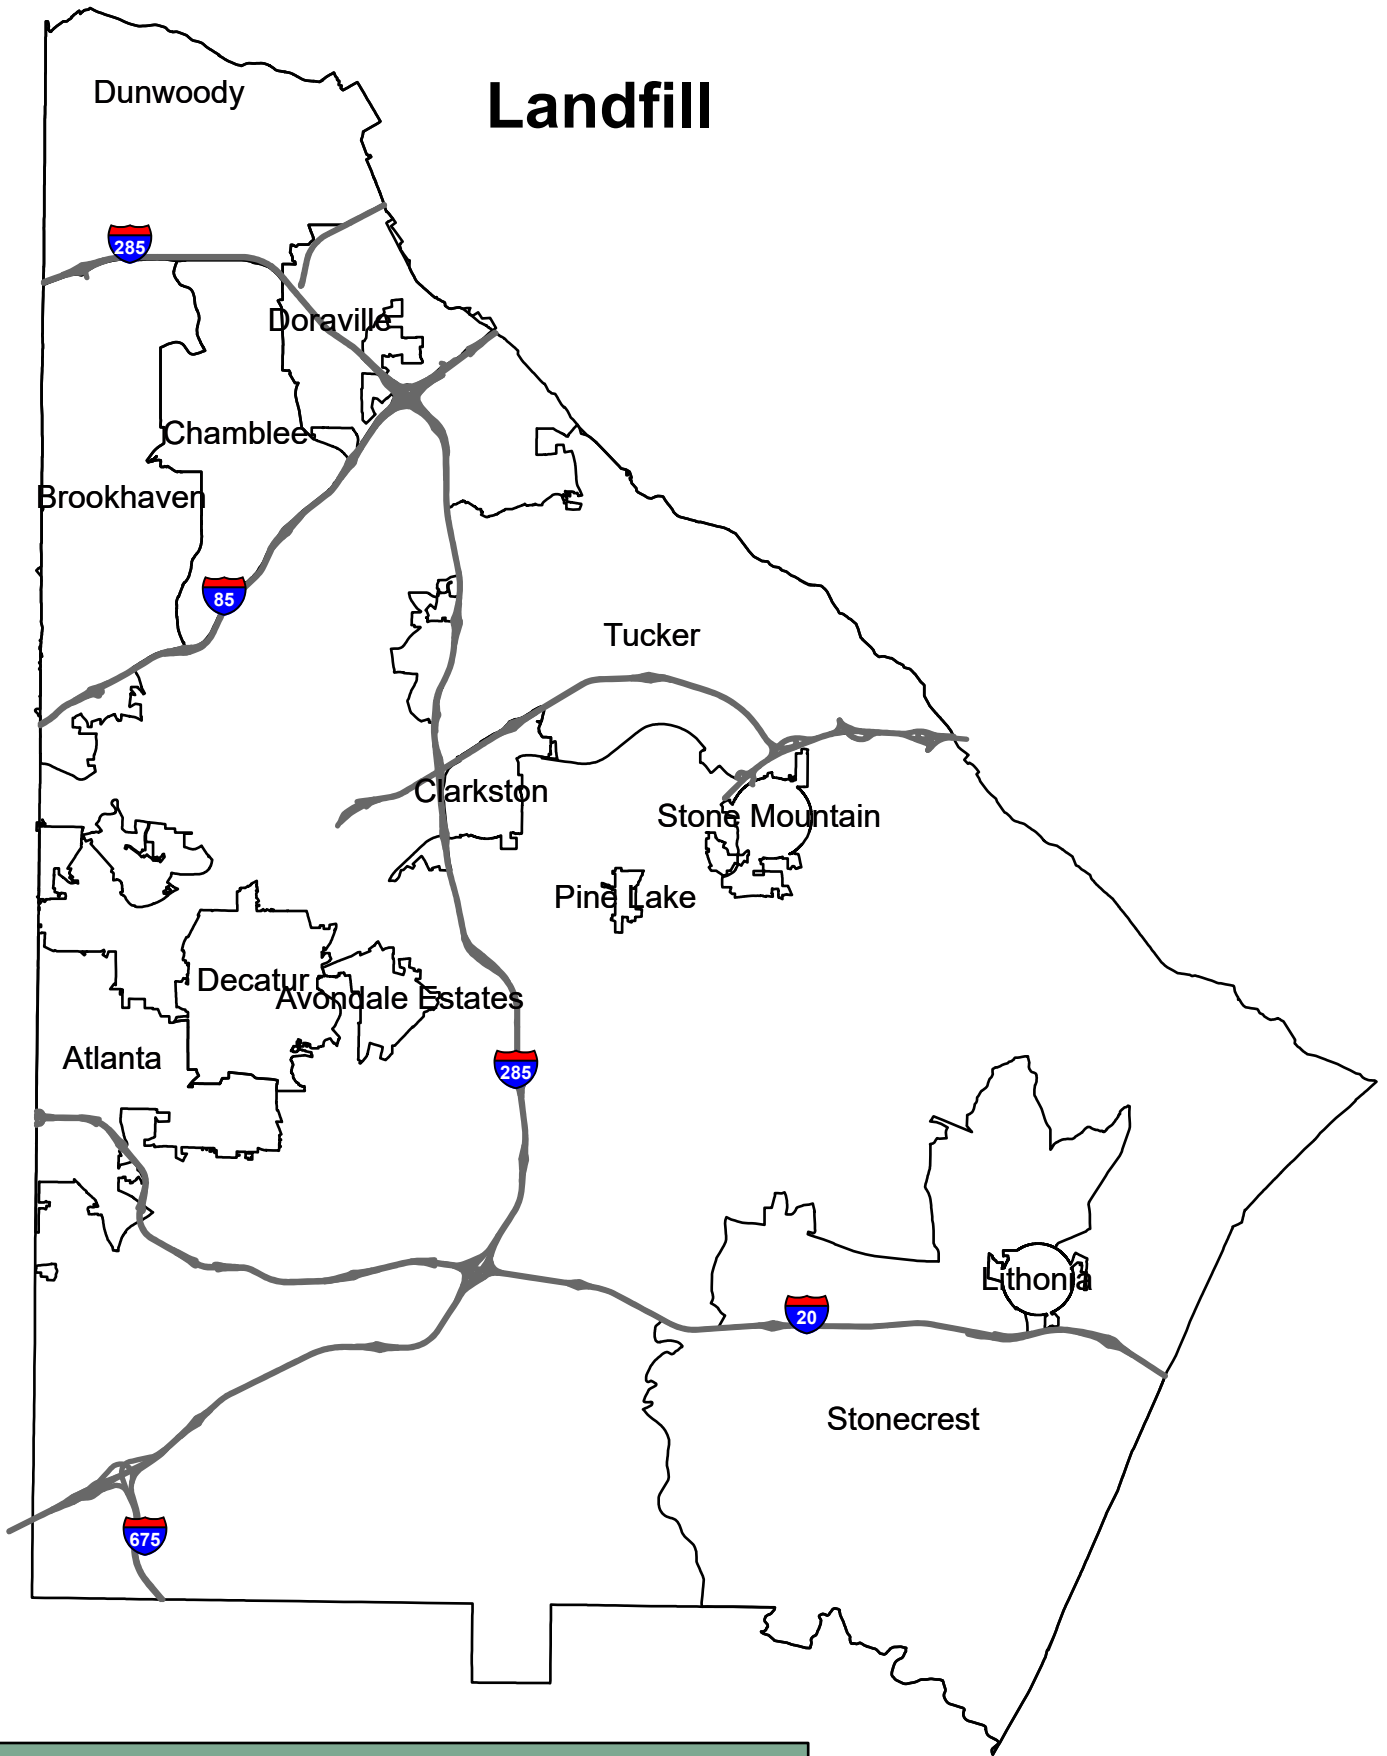 Dunwoody
Landfill
285
Doraville
Chamblee
Brookhaven
85
Tucker
Clarkston
Stone Mountain
Pine Lake
Decatur
Avondale Estates
Atlanta
285
Lithonia
20
Stonecrest
675